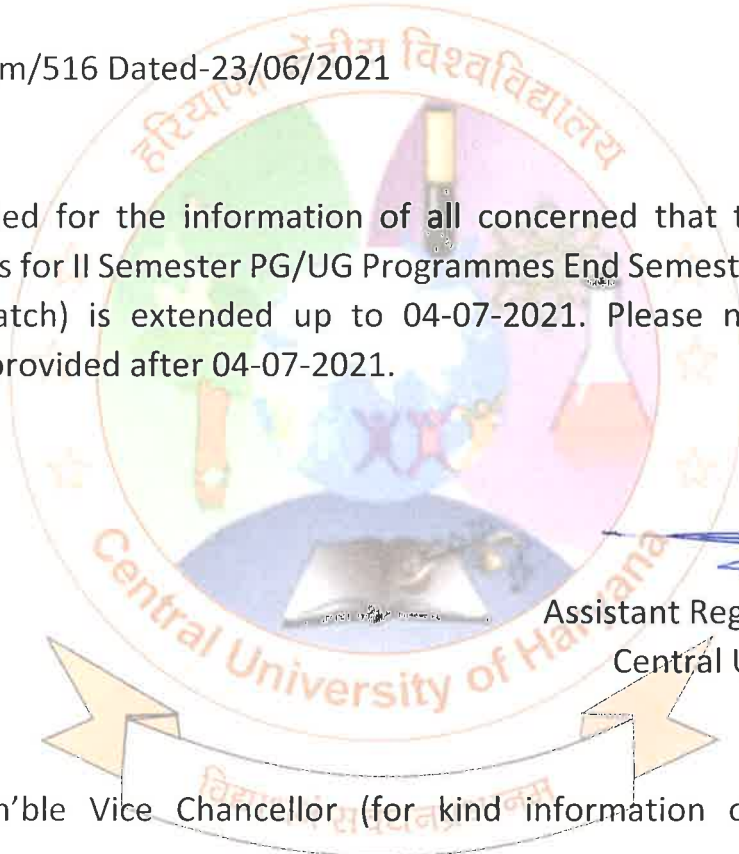 m/516 Dated-23/06/2021
हरियाणा केंद्रीय विश्वविद्यालय
ed for the information of all concerned that t
s for II Semester PG/UG Programmes End Semest
atch) is extended up to 04-07-2021. Please n
provided after 04-07-2021.
Assistant Reg
Central U
Central University of Haryana
n'ble Vice Chancellor (for kind information o